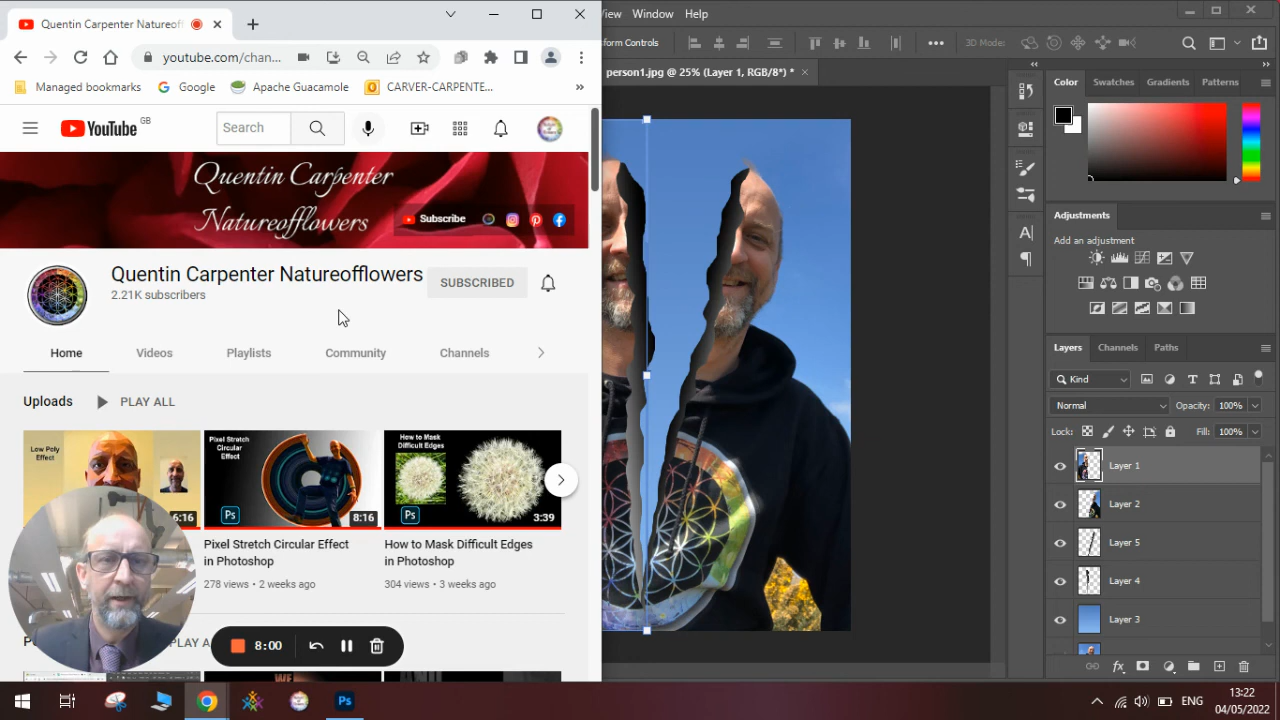 Quentin Carpenter Natureof
youtube.com/chan...
Managed bookmarks
Google
Apache Guacamole
CARVER-CARPENTE...
»
YouTube GB
Search
Quentin Carpenter
Natureofflowers
Subscribe
Quentin Carpenter Natureofflowers
2.21K subscribers
SUBSCRIBED
Home Videos Playlists Community Channels
Uploads PLAY ALL
Low Poly
Effect
6:16
Pixel Stretch
Circular
Effect
Ps
8:16
How to Mask
Difficult Edges
Ps
3:39
Pixel Stretch Circular Effect
in Photoshop
278 views • 2 weeks ago
How to Mask Difficult Edges
in Photoshop
304 views • 3 weeks ago
8:00
WE
View Window Help
3D Mode:
person1.jpg @ 25% (Layer 1, RGB/8*) *
Color Swatches Gradients Patterns
Adjustments
Add an adjustment
Layers Channels Paths
Kind
Normal Opacity: 100%
Lock: Fill: 100%
Layer 1
Layer 2
Layer 5
Layer 4
Layer 3
fx
Ps
ENG
13:22
04/05/2022